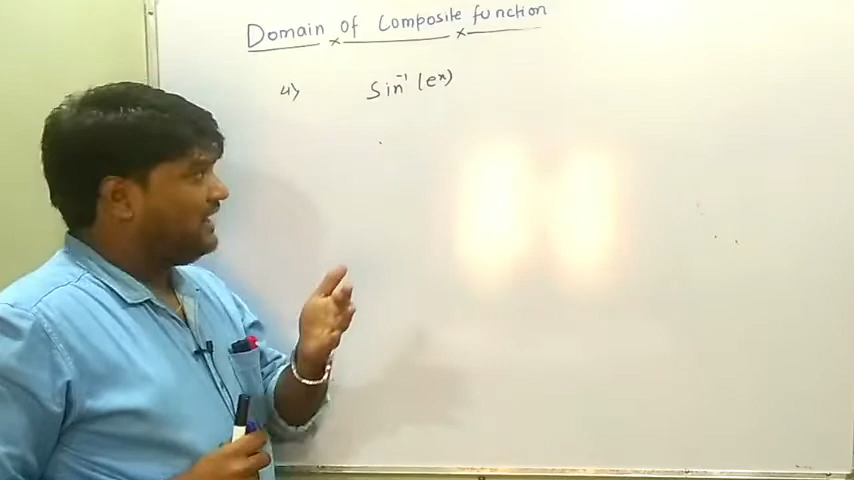 Domain of Composite function
4) Sin⁻¹ (eˣ)